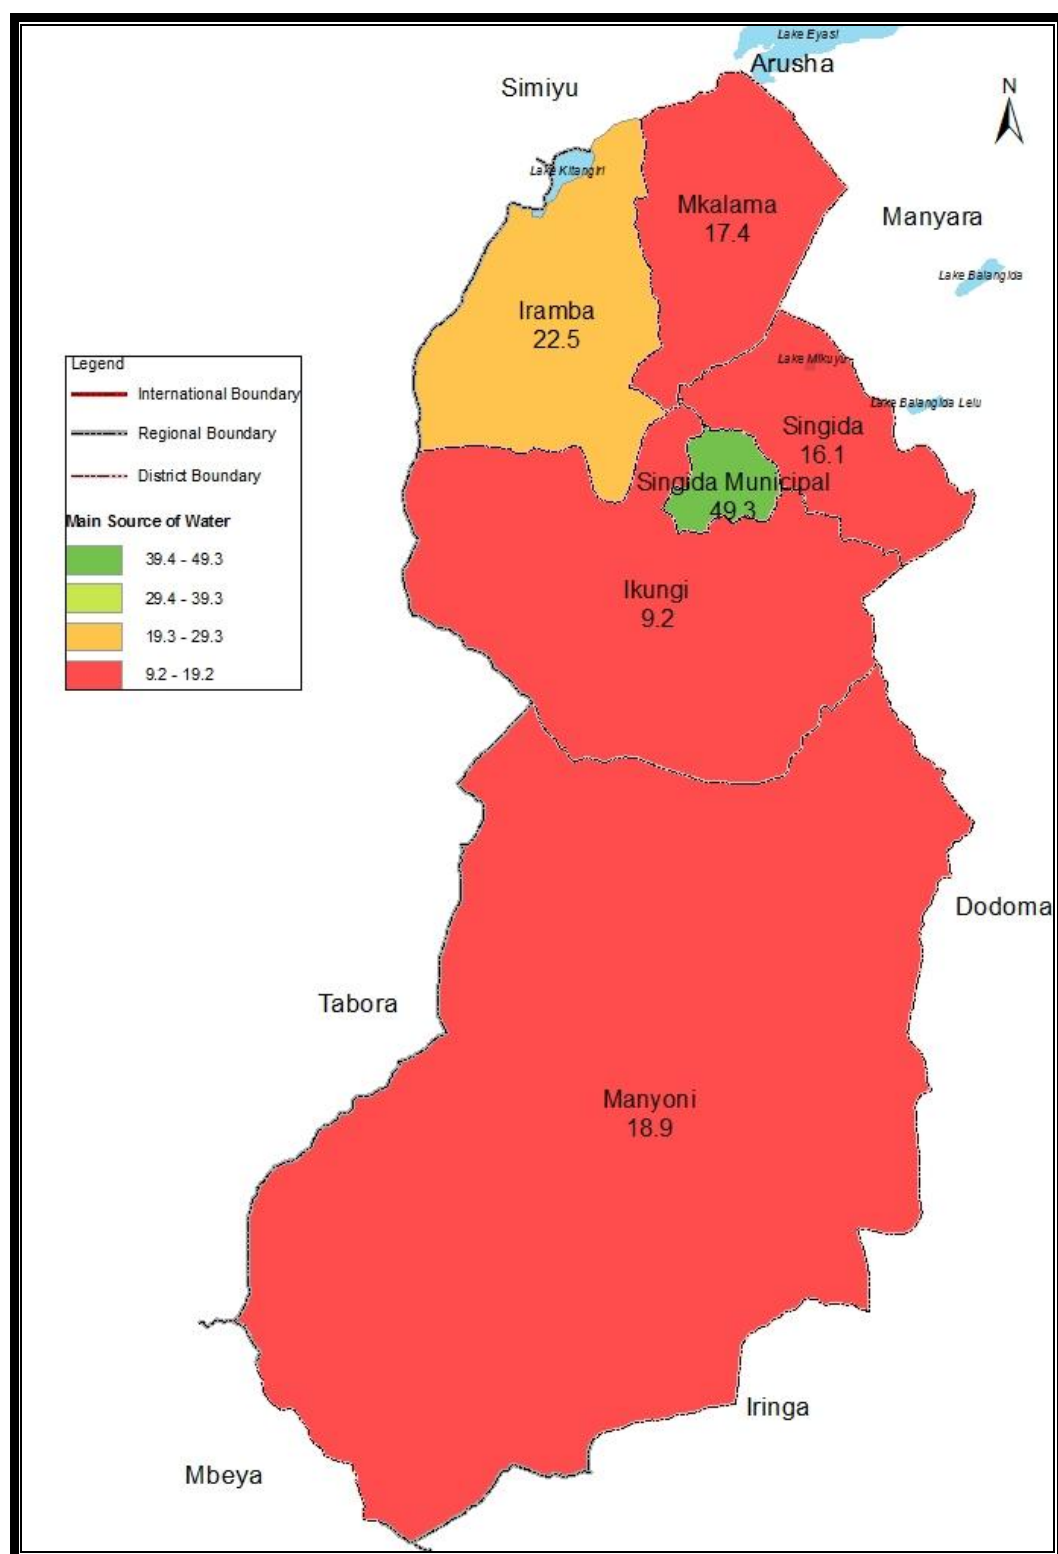 Lake Eyasi
Arusha
Simiyu
N
Lake Kitangiri
Mkalama
17.4
Manyara
Lake Balangida
Iramba
22.5
Lake Mikuyu
Lake Balangida Lelu
Singida
16.1
Singida Municipal
49.3
Legend
International Boundary
Regional Boundary
District Boundary
Main Source of Water
39.4 - 49.3
29.4 - 39.3
19.3 - 29.3
9.2 - 19.2
Ikungi
9.2
Dodoma
Tabora
Manyoni
18.9
Iringa
Mbeya